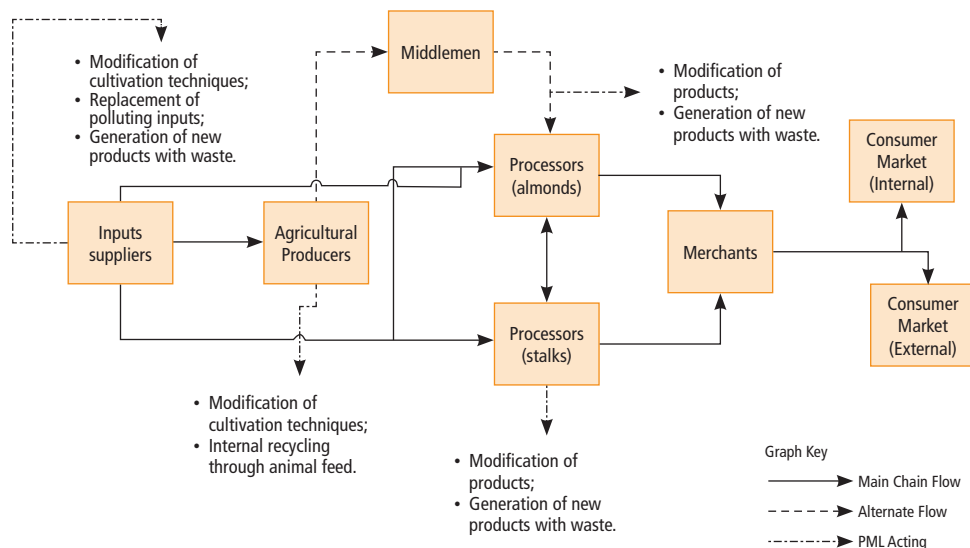 • Modification of
cultivation techniques;
• Replacement of
polluting inputs;
• Generation of new
products with waste.
Middlemen
• Modification of
products;
• Generation of new
products with waste.
Consumer
Market
(Internal)
Processors
(almonds)
Inputs
suppliers
Agricultural
Producers
Merchants
Processors
(stalks)
Consumer
Market
(External)
• Modification of
cultivation techniques;
• Internal recycling
through animal feed.
• Modification of
products;
• Generation of new
products with waste.
Graph Key
Main Chain Flow
Alternate Flow
PML Acting